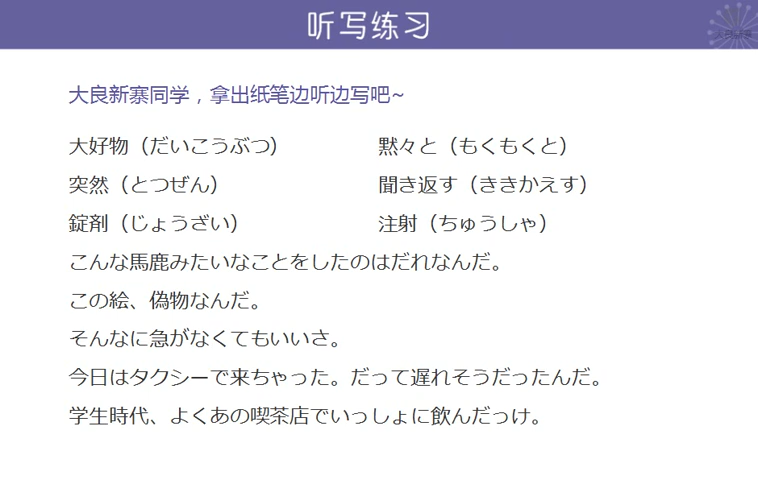 听写练习
大良新寨同学，拿出纸笔边听边写吧~
大好物（だいこうぶつ） 黙々と（もくもくと）
突然（とつぜん） 聞き返す（ききかえす）
錠剤（じょうざい） 注射（ちゅうしゃ）
こんな馬鹿みたいなことをしたのはだれなんだ。
この絵、偽物なんだ。
そんなに急がなくてもいいさ。
今日はタクシーで来ちゃった。だって遅れそうだったんだ。
学生時代、よくあの喫茶店でいっしょに飲んだっけ。